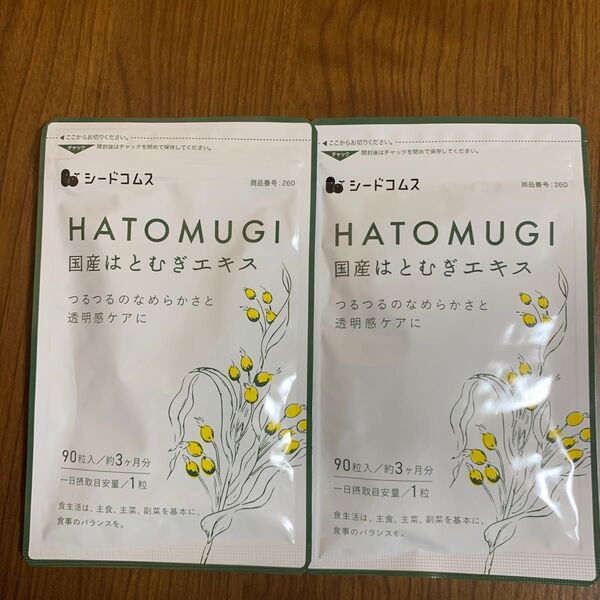 ここからお切りください。
チャック 開封後はチャックを閉めて保存してください。
シードコムス
商品番号:260
HATOMUGI
国産はとむぎエキス
つるつるのなめらかさと
透明感ケアに
90粒入/約3ヶ月分
一日摂取目安量/1粒
食生活は、主食、主菜、副菜を基本に、
食事のバランスを。
ここからお切りください。
チャック 開封後はチャックを閉めて保存してください。
シードコムス
商品番号:260
HATOMUGI
国産はとむぎエキス
つるつるのなめらかさと
透明感ケアに
90粒入/約3ヶ月分
一日摂取目安量/1粒
食生活は、主食、主菜、副菜を基本に、
食事のバランスを。